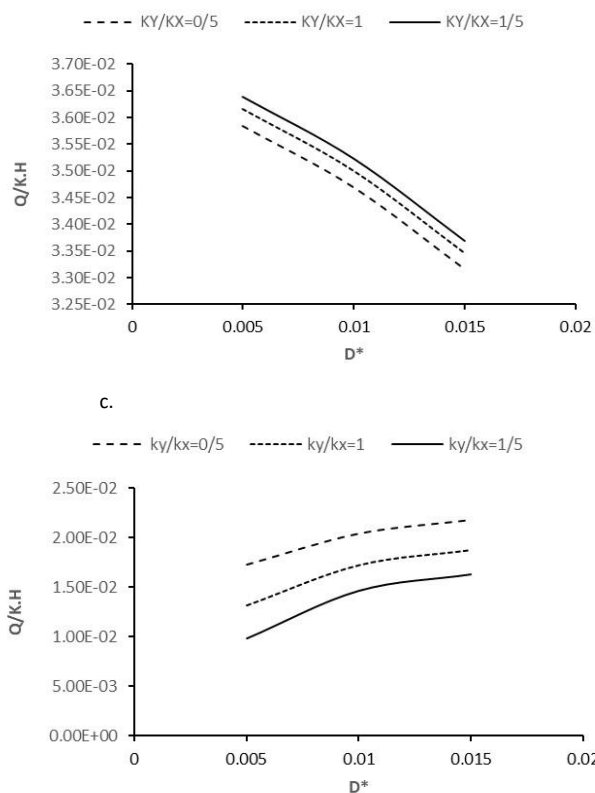 KY/KX=0/5 KY/KX=1 KY/KX=1/5
3.70E-02
3.65E-02
3.60E-02
3.55E-02
3.50E-02
3.45E-02
3.40E-02
3.35E-02
3.30E-02
3.25E-02
Q/K.H
0 0.005 0.01 0.015 0.02
D*
c.
ky/kx=0/5 ky/kx=1 ky/kx=1/5
2.50E-02
2.00E-02
1.50E-02
1.00E-02
5.00E-03
0.00E+00
Q/K.H
0 0.005 0.01 0.015 0.02
D*